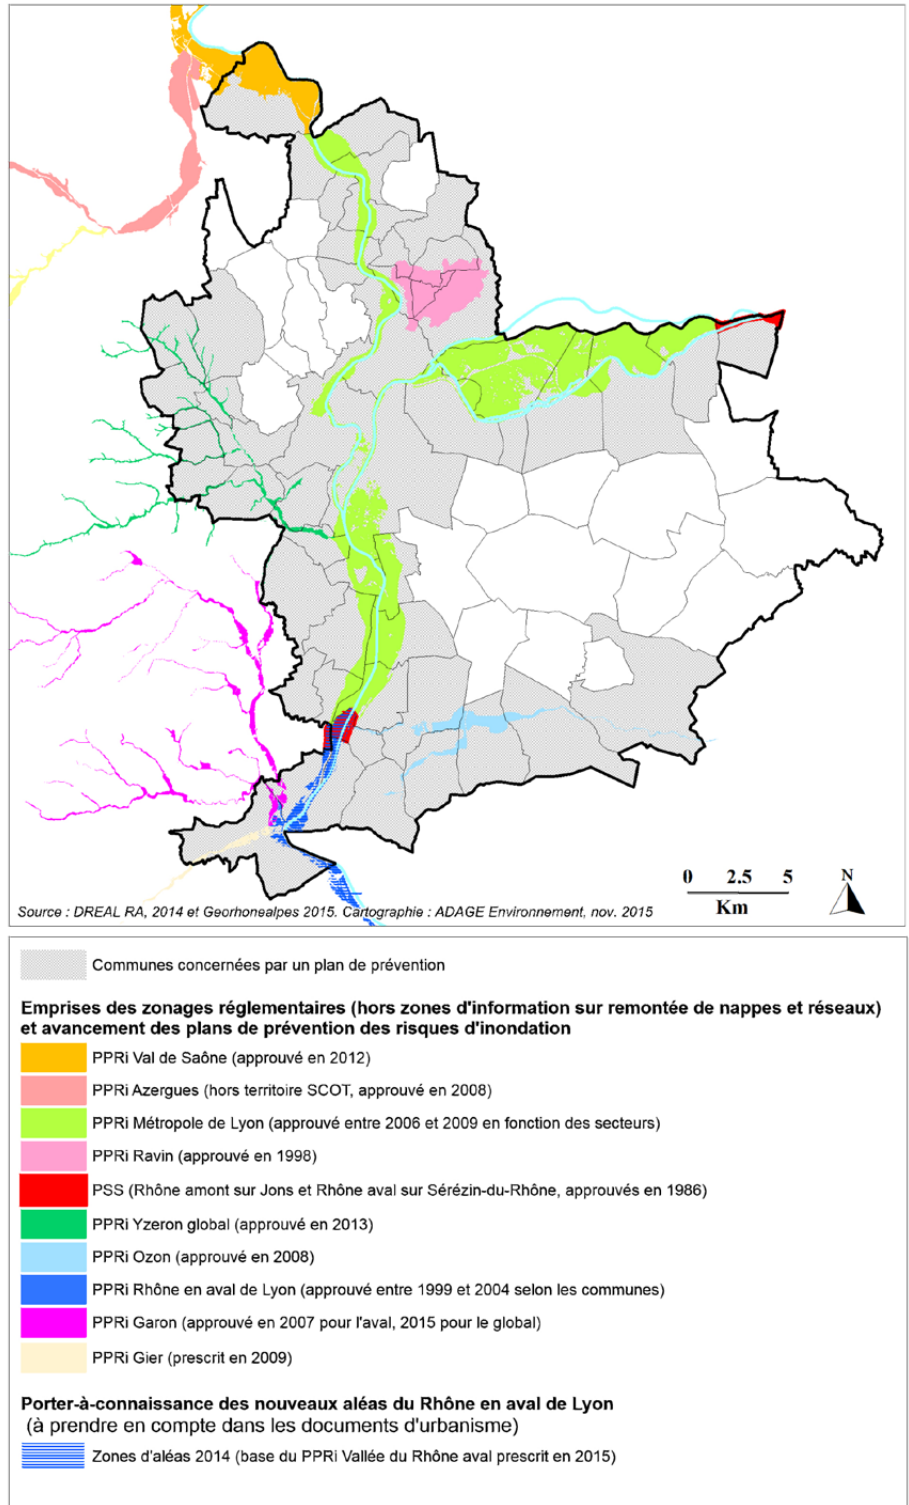 0 2.5 5
Km
N
Source : DREAL RA, 2014 et Georhonealpes 2015. Cartographie : ADAGE Environnement, nov. 2015
Communes concernées par un plan de prévention
Emprises des zonages réglementaires (hors zones d'information sur remontée de nappes et réseaux)
et avancement des plans de prévention des risques d'inondation
PPRi Val de Saône (approuvé en 2012)
PPRi Azergues (hors territoire SCOT, approuvé en 2008)
PPRi Métropole de Lyon (approuvé entre 2006 et 2009 en fonction des secteurs)
PPRi Ravin (approuvé en 1998)
PSS (Rhône amont sur Jons et Rhône aval sur Sérézin-du-Rhône, approuvés en 1986)
PPRi Yzeron global (approuvé en 2013)
PPRi Ozon (approuvé en 2008)
PPRi Rhône en aval de Lyon (approuvé entre 1999 et 2004 selon les communes)
PPRi Garon (approuvé en 2007 pour l'aval, 2015 pour le global)
PPRi Gier (prescrit en 2009)
Porter-à-connaissance des nouveaux aléas du Rhône en aval de Lyon
(à prendre en compte dans les documents d'urbanisme)
Zones d'aléas 2014 (base du PPRi Vallée du Rhône aval prescrit en 2015)